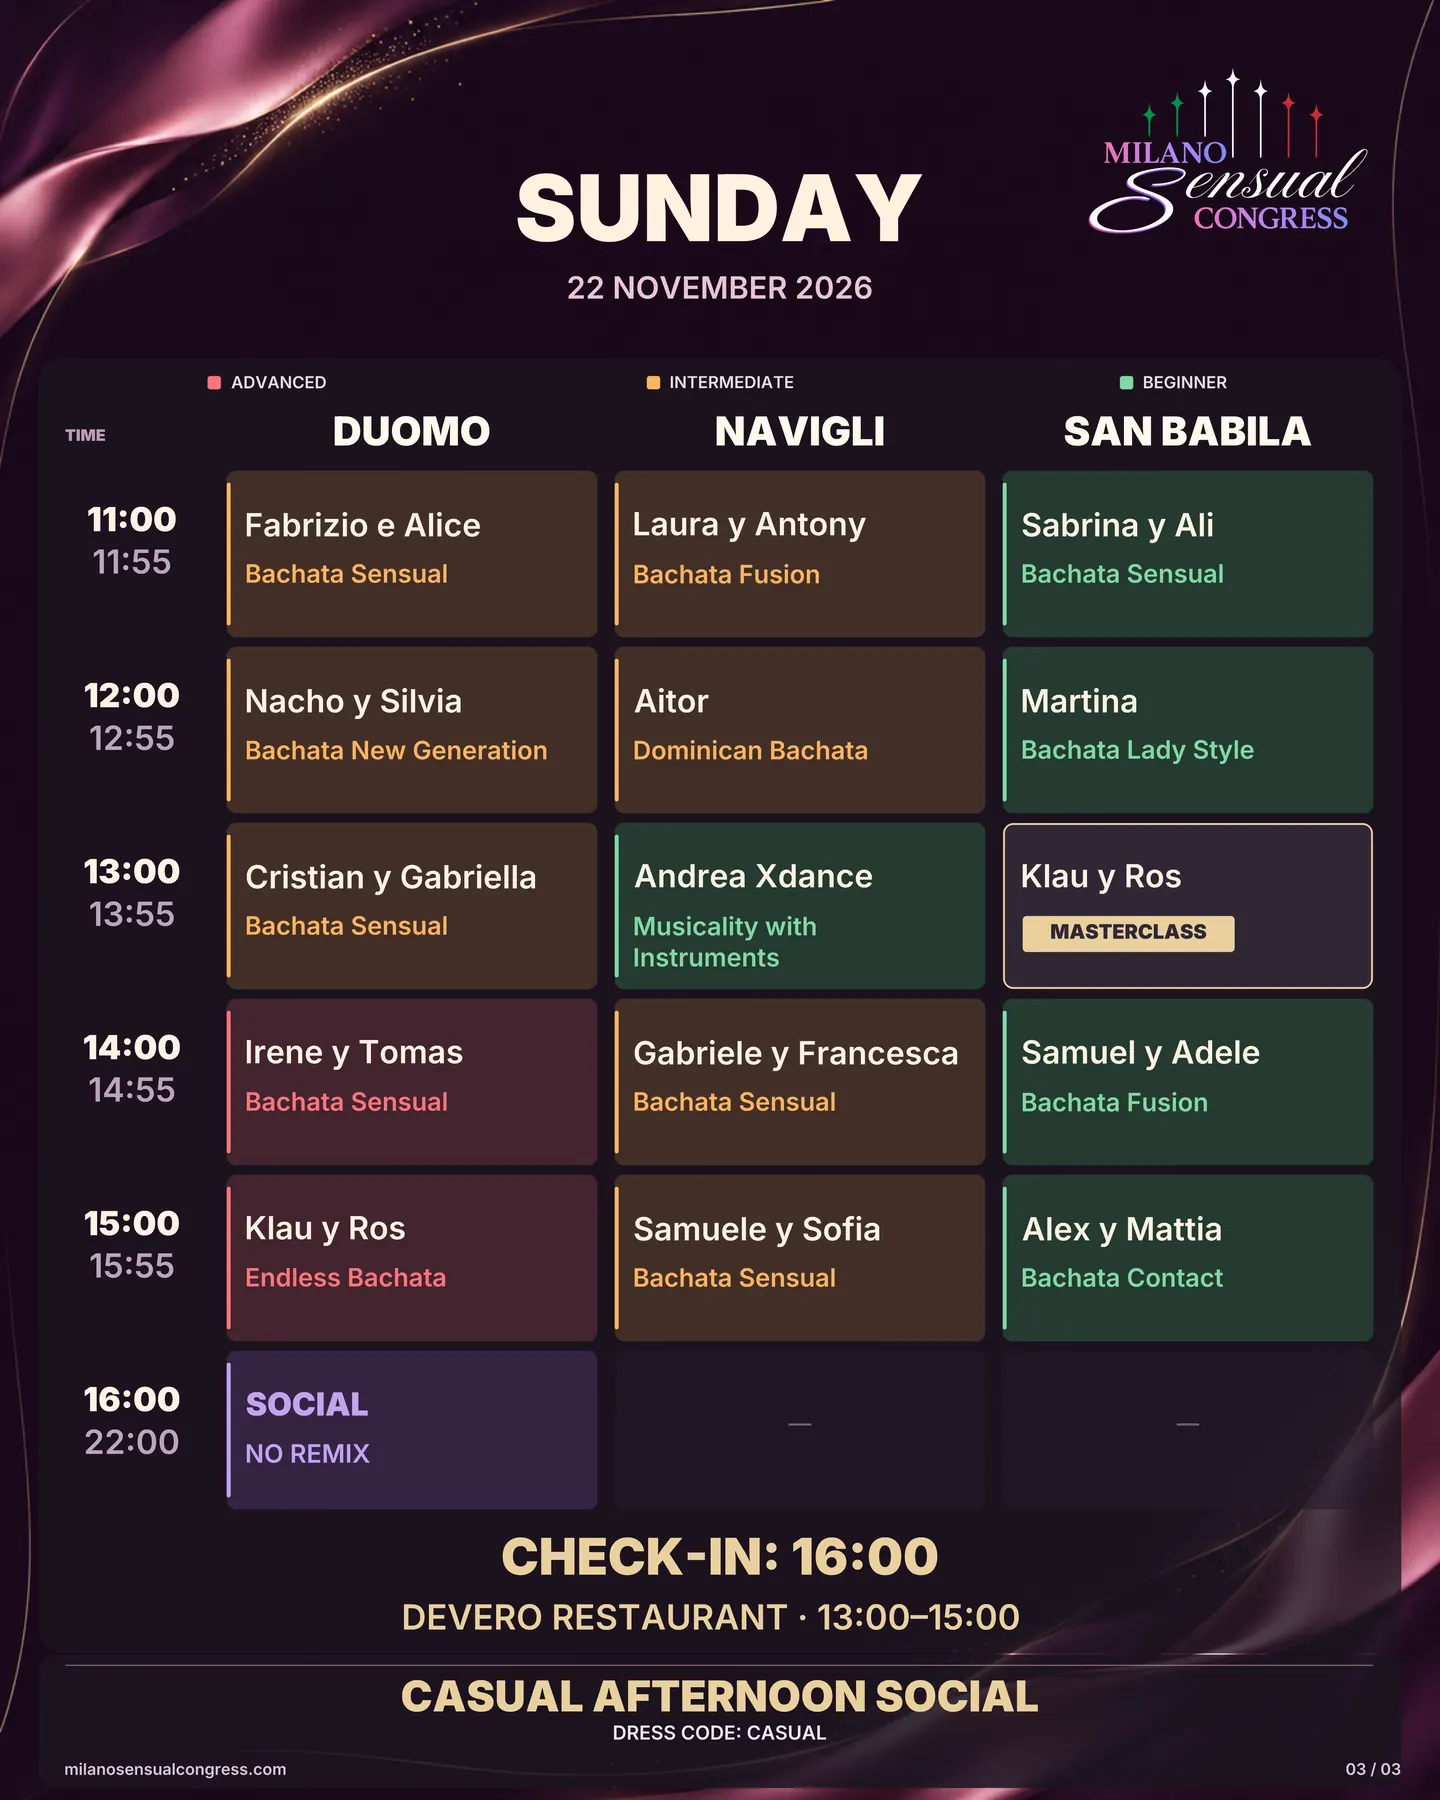 MILANO
Sensual
CONGRESS
SUNDAY
22 NOVEMBER 2026
ADVANCED
INTERMEDIATE
BEGINNER
TIME
DUOMO
NAVIGLI
SAN BABILA
11:00
11:55
Fabrizio e Alice
Bachata Sensual
Laura y Antony
Bachata Fusion
Sabrina y Ali
Bachata Sensual
12:00
12:55
Nacho y Silvia
Bachata New Generation
Aitor
Dominican Bachata
Martina
Bachata Lady Style
13:00
13:55
Cristian y Gabriella
Bachata Sensual
Andrea Xdance
Musicality with
Instruments
Klau y Ros
MASTERCLASS
14:00
14:55
Irene y Tomas
Bachata Sensual
Gabriele y Francesca
Bachata Sensual
Samuel y Adele
Bachata Fusion
15:00
15:55
Klau y Ros
Endless Bachata
Samuele y Sofia
Bachata Sensual
Alex y Mattia
Bachata Contact
16:00
22:00
SOCIAL
NO REMIX
—
—
CHECK-IN: 16:00
DEVERO RESTAURANT · 13:00–15:00
CASUAL AFTERNOON SOCIAL
DRESS CODE: CASUAL
milanosensualcongress.com
03 / 03